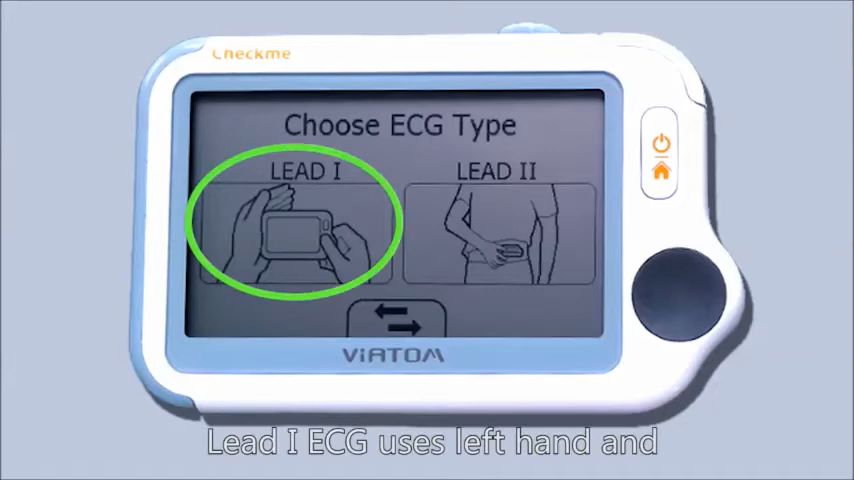 Checkme
Choose ECG Type
LEAD I
LEAD II
VIATOM
Lead I ECG uses left hand and